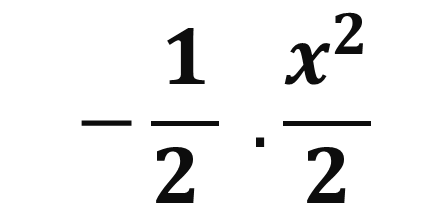 − 1/2 . x²/2